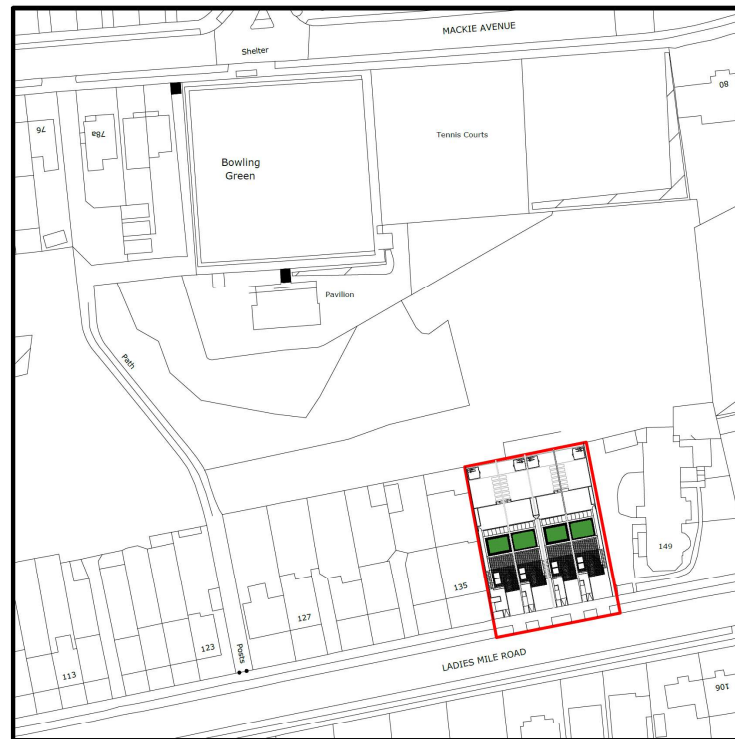 MACKIE AVENUE
Shelter
76
78a
80
Bowling
Green
Tennis Courts
Pavilion
Path
149
135
127
123
Posts
113
LADIES MILE ROAD
106